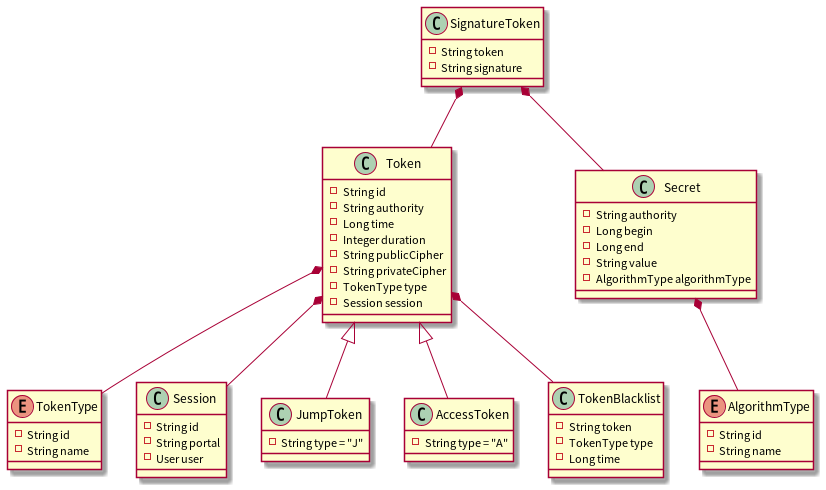 C SignatureToken
String token
String signature
C Token
String id
String authority
Long time
Integer duration
String publicCipher
String privateCipher
TokenType type
Session session
C Secret
String authority
Long begin
Long end
String value
AlgorithmType algorithmType
E TokenType
String id
String name
C Session
String id
String portal
User user
C JumpToken
String type = "J"
C AccessToken
String type = "A"
C TokenBlacklist
String token
TokenType type
Long time
E AlgorithmType
String id
String name